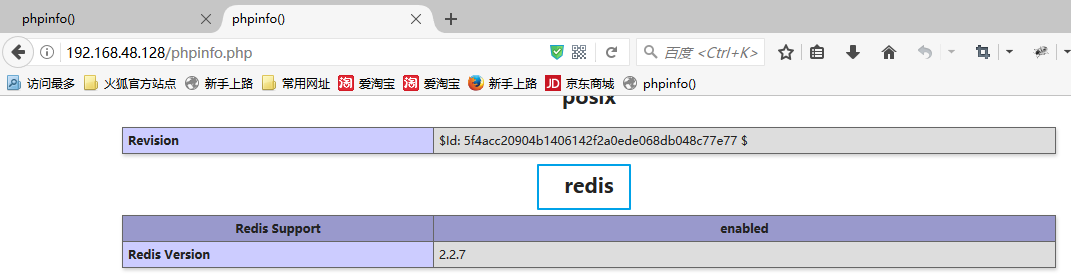 phpinfo()
phpinfo()
192.168.48.128/phpinfo.php
百度 <Ctrl+K>
访问最多 火狐官方站点 新手上路 常用网址 淘 爱淘宝 淘 爱淘宝 新手上路 JD 京东商城 phpinfo()
posix
Revision $Id: 5f4acc20904b1406142f2a0ede068db048c77e77 $
redis
Redis Support enabled
Redis Version 2.2.7